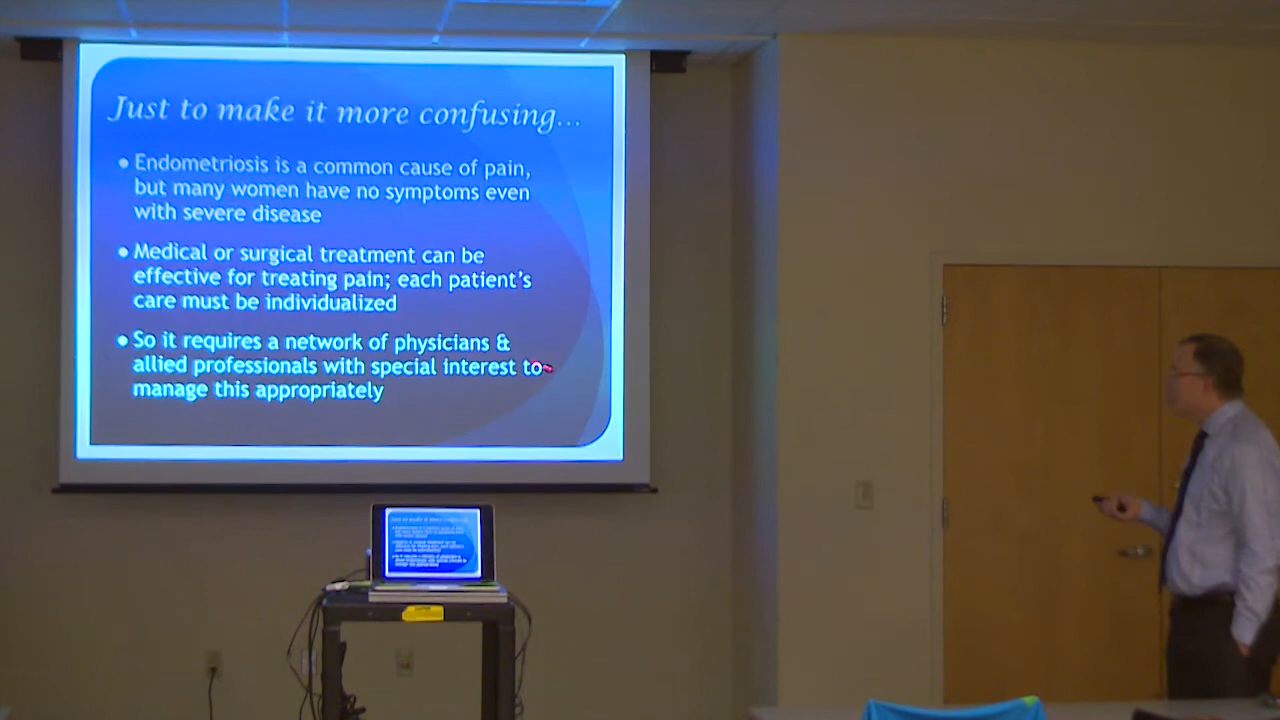 Just to make it more confusing...
• Endometriosis is a common cause of pain,
but many women have no symptoms even
with severe disease
• Medical or surgical treatment can be
effective for treating pain; each patient's
care must be individualized
• So it requires a network of physicians &
allied professionals with special interest to
manage this appropriately